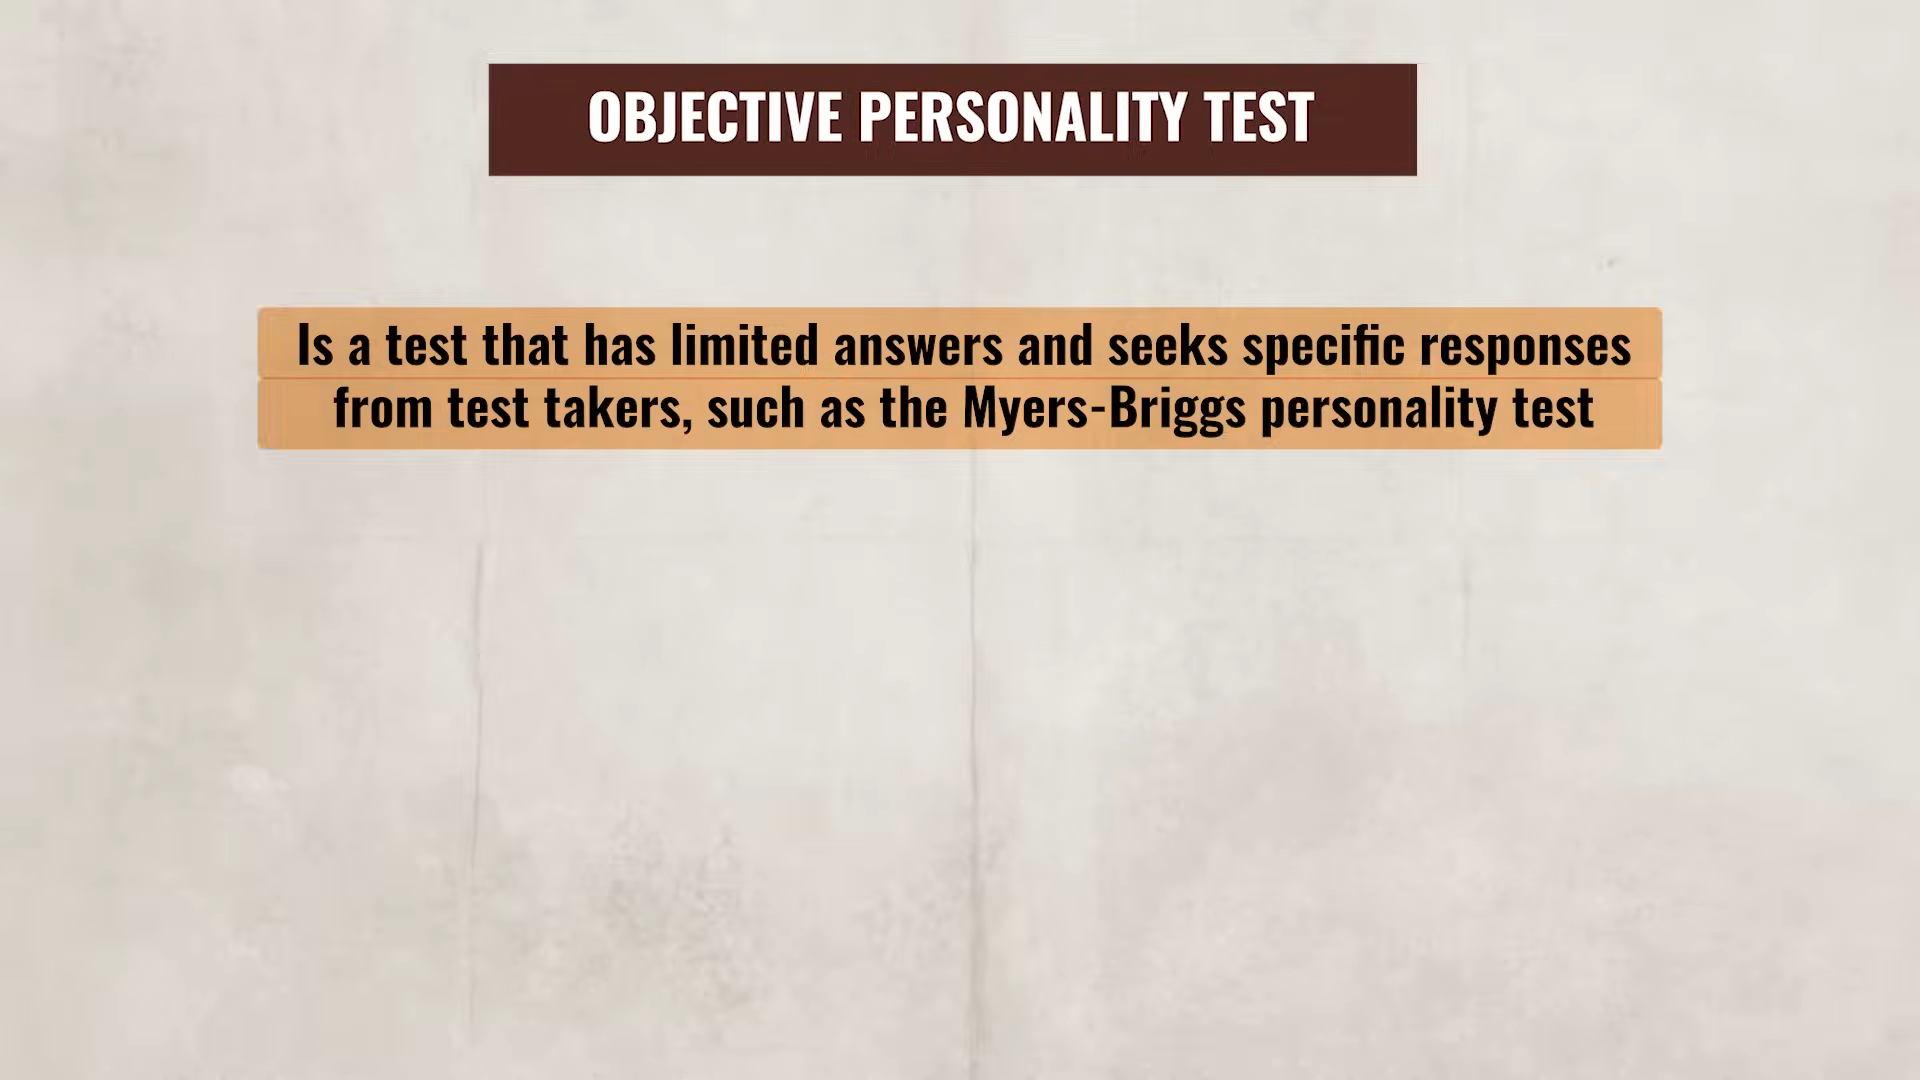 OBJECTIVE PERSONALITY TEST
Is a test that has limited answers and seeks specific responses
from test takers, such as the Myers-Briggs personality test